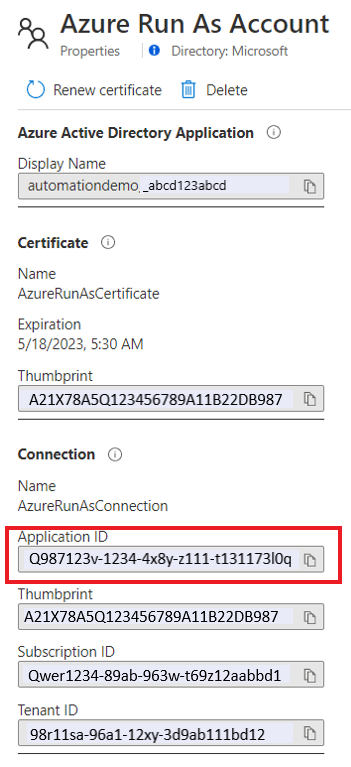 Azure Run As Account
Properties
Directory: Microsoft
Renew certificate
Delete
Azure Active Directory Application
Display Name
automationdemo_abcd123abcd
Certificate
Name
AzureRunAsCertificate
Expiration
5/18/2023, 5:30 AM
Thumbprint
A21X78A5Q123456789A11B22DB987
Connection
Name
AzureRunAsConnection
Application ID
Q987123v-1234-4x8y-z111-t131173l0q
Thumbprint
A21X78A5Q123456789A11B22DB987
Subscription ID
Qwer1234-89ab-963w-t69z12aabbd1
Tenant ID
98r11sa-96a1-12xy-3d9ab111bd12